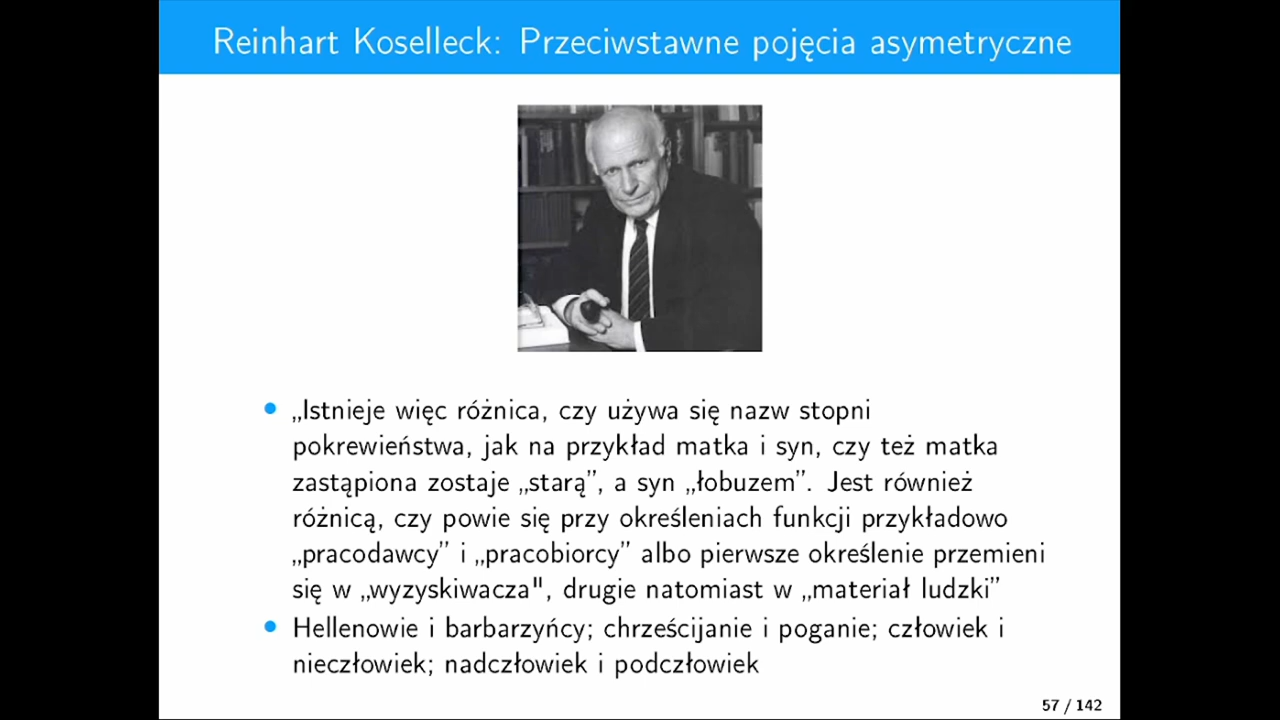 Reinhart Koselleck: Przeciwstawne pojęcia asymetryczne
• „Istnieje więc różnica, czy używa się nazw stopni
pokrewieństwa, jak na przykład matka i syn, czy też matka
zastąpiona zostaje „starą”, a syn „łobuzem”. Jest również
różnicą, czy powie się przy określeniach funkcji przykładowo
„pracodawcy” i „pracobiorcy” albo pierwsze określenie przemieni
się w „wyzyskiwacza", drugie natomiast w „materiał ludzki”
• Hellenowie i barbarzyńcy; chrześcijanie i poganie; człowiek i
nieczłowiek; nadczłowiek i podczłowiek
57 / 142